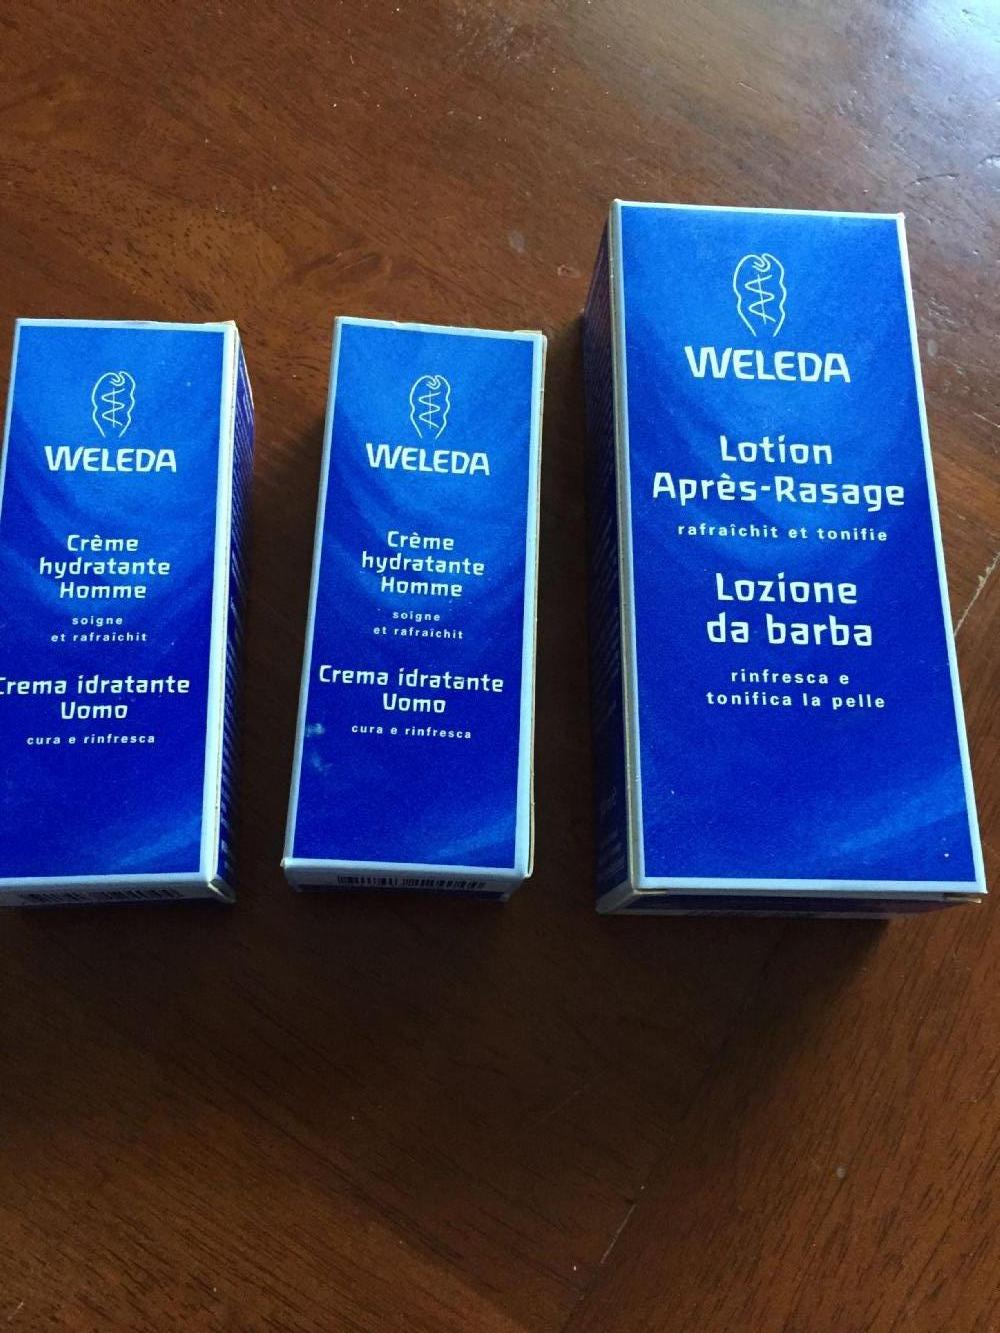 WELEDA
Crème
hydratante
Homme
soigne
et rafraîchit
Crema idratante
Uomo
cura e rinfresca
WELEDA
Crème
hydratante
Homme
soigne
et rafraîchit
Crema idratante
Uomo
cura e rinfresca
WELEDA
Lotion
Après-Rasage
rafraîchit et tonifie
Lozione
da barba
rinfresca e
tonifica la pelle